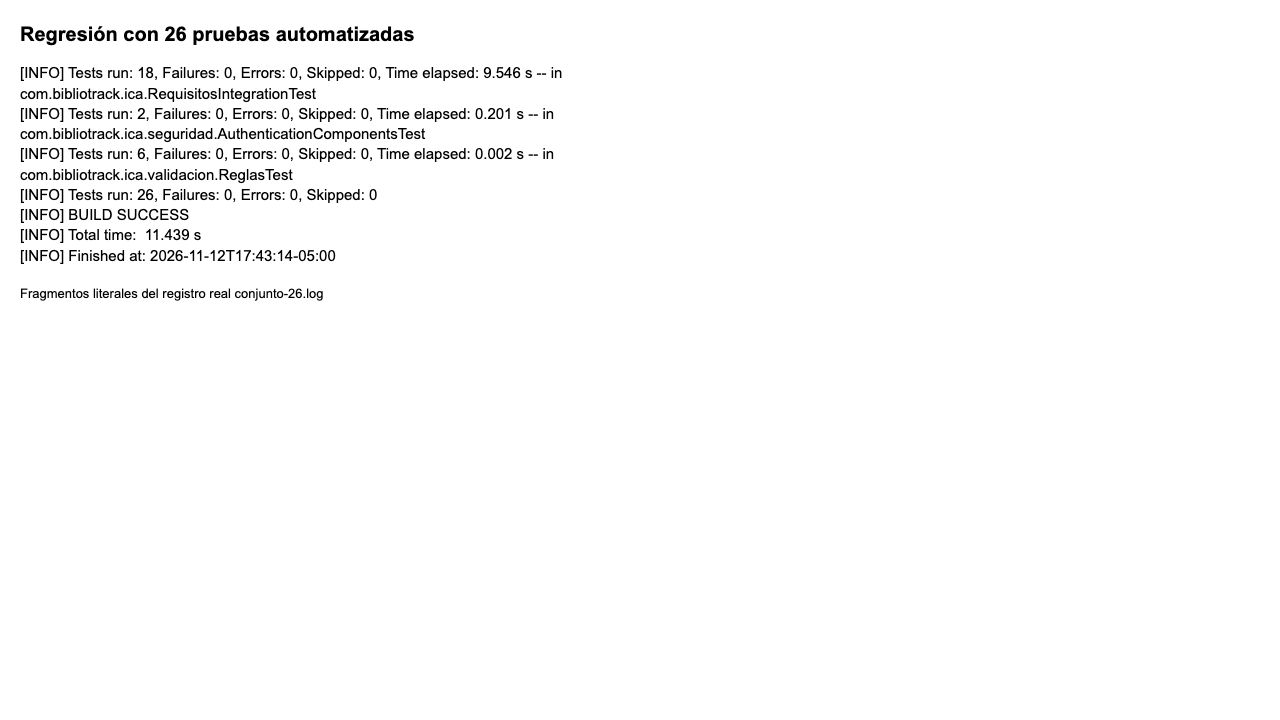 Regresión con 26 pruebas automatizadas
[INFO] Tests run: 18, Failures: 0, Errors: 0, Skipped: 0, Time elapsed: 9.546 s -- in
com.bibliotrack.ica.RequisitosIntegrationTest
[INFO] Tests run: 2, Failures: 0, Errors: 0, Skipped: 0, Time elapsed: 0.201 s -- in
com.bibliotrack.ica.seguridad.AuthenticationComponentsTest
[INFO] Tests run: 6, Failures: 0, Errors: 0, Skipped: 0, Time elapsed: 0.002 s -- in
com.bibliotrack.ica.validacion.ReglasTest
[INFO] Tests run: 26, Failures: 0, Errors: 0, Skipped: 0
[INFO] BUILD SUCCESS
[INFO] Total time:  11.439 s
[INFO] Finished at: 2026-11-12T17:43:14-05:00
Fragmentos literales del registro real conjunto-26.log